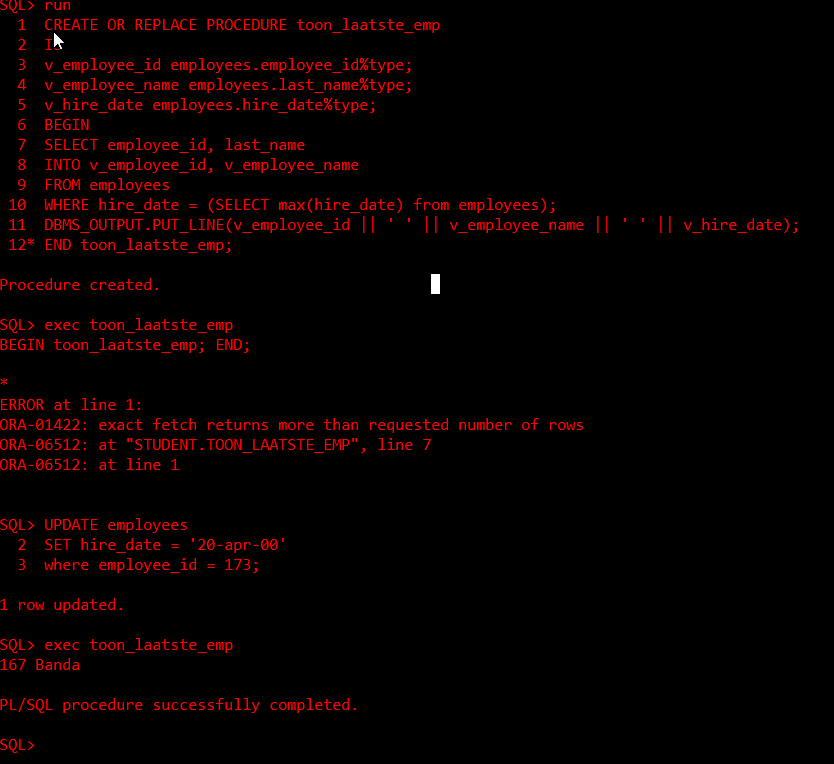 SQL> run
  1  CREATE OR REPLACE PROCEDURE toon_laatste_emp
  2  I
  3  v_employee_id employees.employee_id%type;
  4  v_employee_name employees.last_name%type;
  5  v_hire_date employees.hire_date%type;
  6  BEGIN
  7  SELECT employee_id, last_name
  8  INTO v_employee_id, v_employee_name
  9  FROM employees
 10  WHERE hire_date = (SELECT max(hire_date) from employees);
 11  DBMS_OUTPUT.PUT_LINE(v_employee_id || ' ' || v_employee_name || ' ' || v_hire_date);
 12* END toon_laatste_emp;
Procedure created.
SQL> exec toon_laatste_emp
BEGIN toon_laatste_emp; END;
*
ERROR at line 1:
ORA-01422: exact fetch returns more than requested number of rows
ORA-06512: at "STUDENT.TOON_LAATSTE_EMP", line 7
ORA-06512: at line 1
SQL> UPDATE employees
  2  SET hire_date = '20-apr-00'
  3  where employee_id = 173;
1 row updated.
SQL> exec toon_laatste_emp
167 Banda
PL/SQL procedure successfully completed.
SQL>